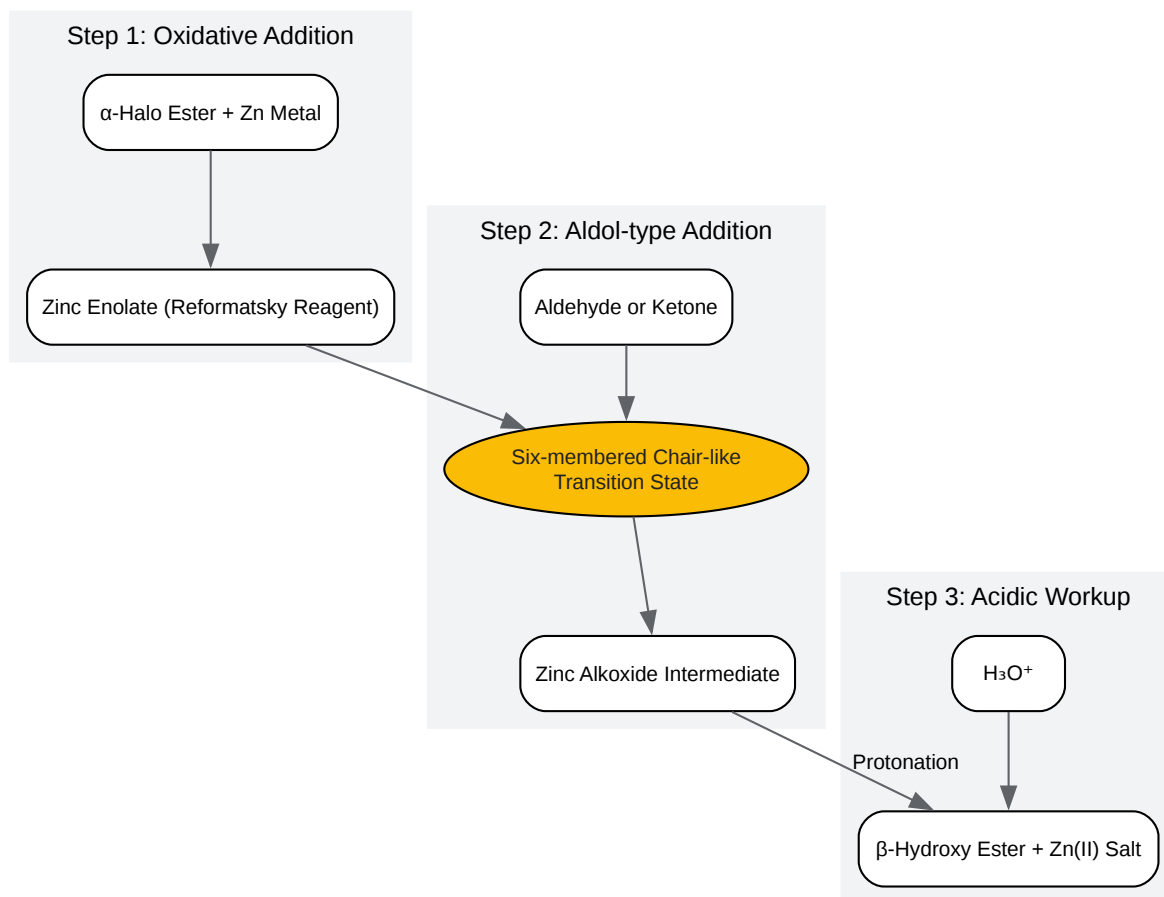 Step 1: Oxidative Addition
α-Halo Ester + Zn Metal
Zinc Enolate (Reformatsky Reagent)
Step 2: Aldol-type Addition
Aldehyde or Ketone
Six-membered Chair-like
Transition State
Zinc Alkoxide Intermediate
Step 3: Acidic Workup
H₃O⁺
Protonation
β-Hydroxy Ester + Zn(II) Salt